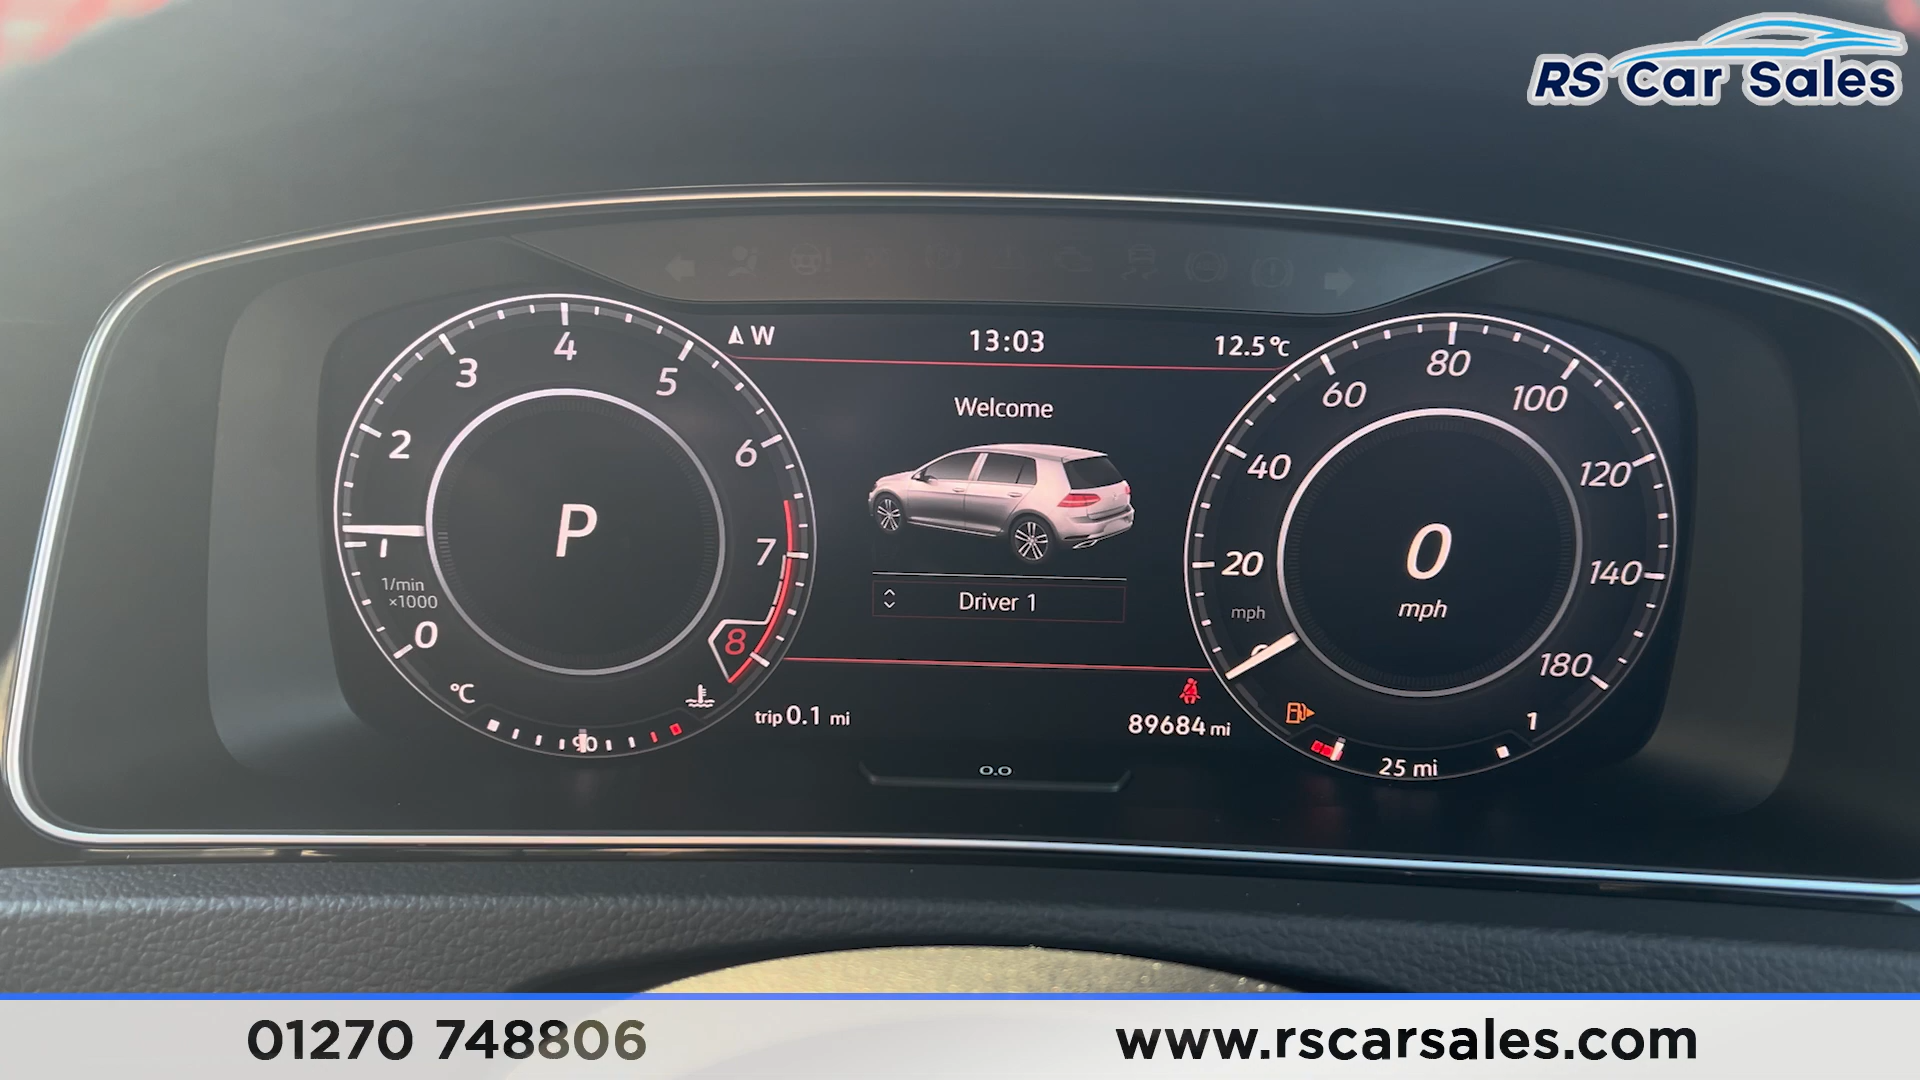 RS Car Sales
W 13:03 12.5°C
Welcome
Driver 1
0 1 2 3 4 5 6 7 8
1/min
×1000
P
°C
90
trip 0.1 mi
89684 mi
0.0
20 40 60 80 100 120 140 180
mph
0
mph
1
25 mi
01270 748806
www.rscarsales.com